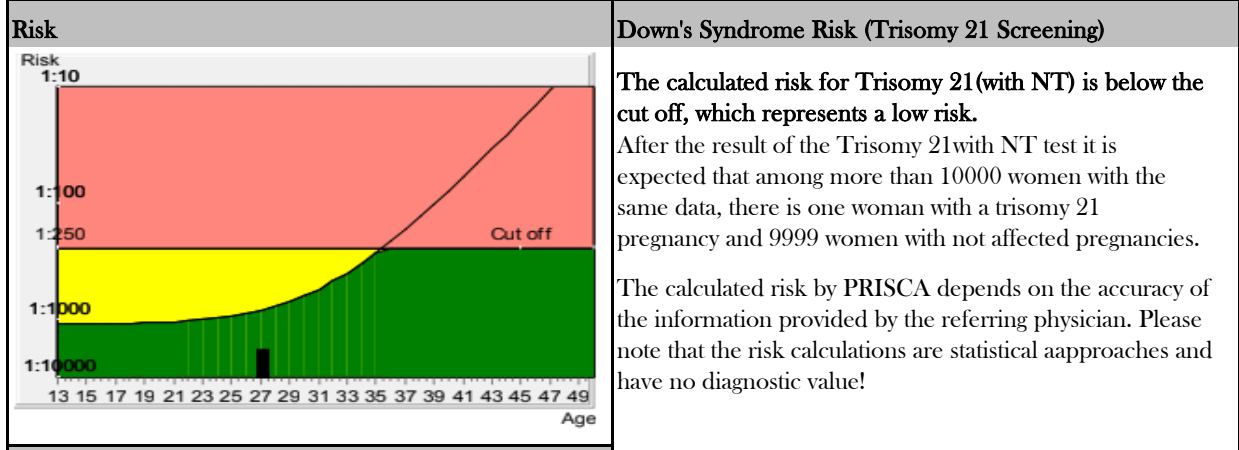 Risk
Risk
1:10
1:100
1:250
Cut off
1:1000
1:10000
13 15 17 19 21 23 25 27 29 31 33 35 37 39 41 43 45 47 49
Age
Down's Syndrome Risk (Trisomy 21 Screening)
The calculated risk for Trisomy 21(with NT) is below the
cut off, which represents a low risk.
After the result of the Trisomy 21with NT test it is
expected that among more than 10000 women with the
same data, there is one woman with a trisomy 21
pregnancy and 9999 women with not affected pregnancies.
The calculated risk by PRISCA depends on the accuracy of
the information provided by the referring physician. Please
note that the risk calculations are statistical aapproaches and
have no diagnostic value!